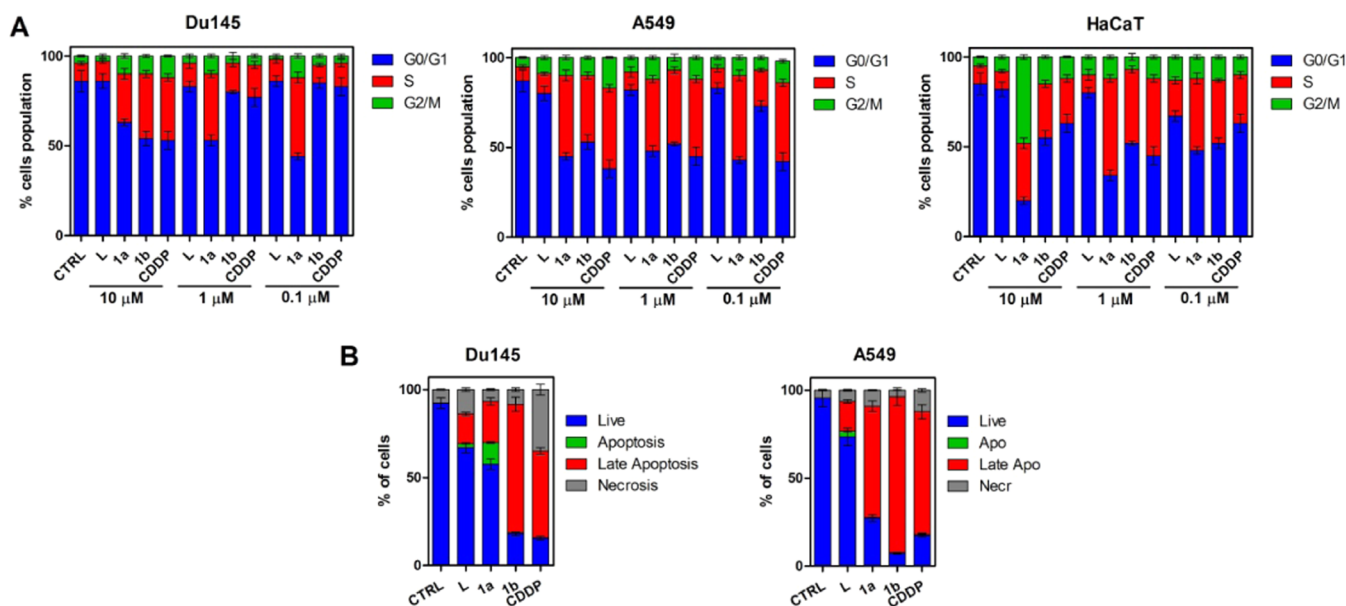 A
Du145
% cells population
100
50
0
CTRL L 1a 1b CDDP L 1a 1b CDDP L 1a 1b CDDP
10 μM 1 μM 0.1 μM
G0/G1
S
G2/M
A549
% cells population
100
50
0
CTRL L 1a 1b CDDP L 1a 1b CDDP L 1a 1b CDDP
10 μM 1 μM 0.1 μM
G0/G1
S
G2/M
HaCaT
% cells population
100
50
0
CTRL L 1a 1b CDDP L 1a 1b CDDP L 1a 1b CDDP
10 μM 1 μM 0.1 μM
G0/G1
S
G2/M
B
Du145
% of cells
100
50
0
CTRL L 1a 1b CDDP
Live
Apoptosis
Late Apoptosis
Necrosis
A549
% of cells
100
50
0
CTRL L 1a 1b CDDP
Live
Apo
Late Apo
Necr